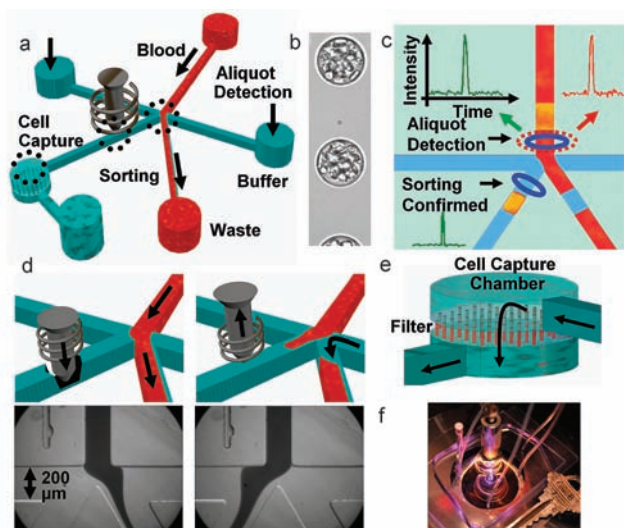 a
Blood
Aliquot
Detection
Cell
Capture
Sorting
Buffer
Waste
b
c
Intensity
Time
Aliquot
Detection
Sorting
Confirmed
d
200
µm
e
Cell Capture
Chamber
Filter
f